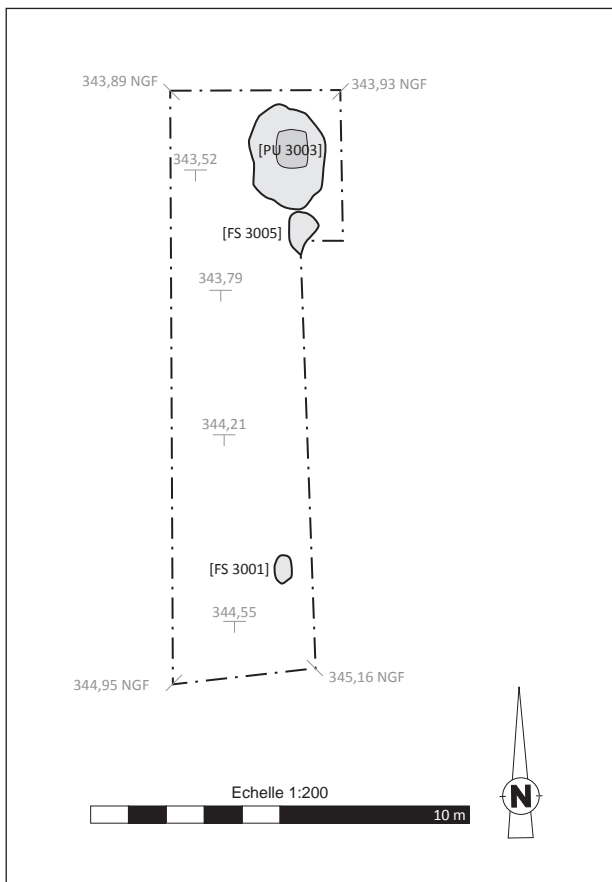 343,89 NGF
343,93 NGF
[PU 3003]
343,52
[FS 3005]
343,79
344,21
[FS 3001]
344,55
344,95 NGF
345,16 NGF
Echelle 1:200
10 m
N